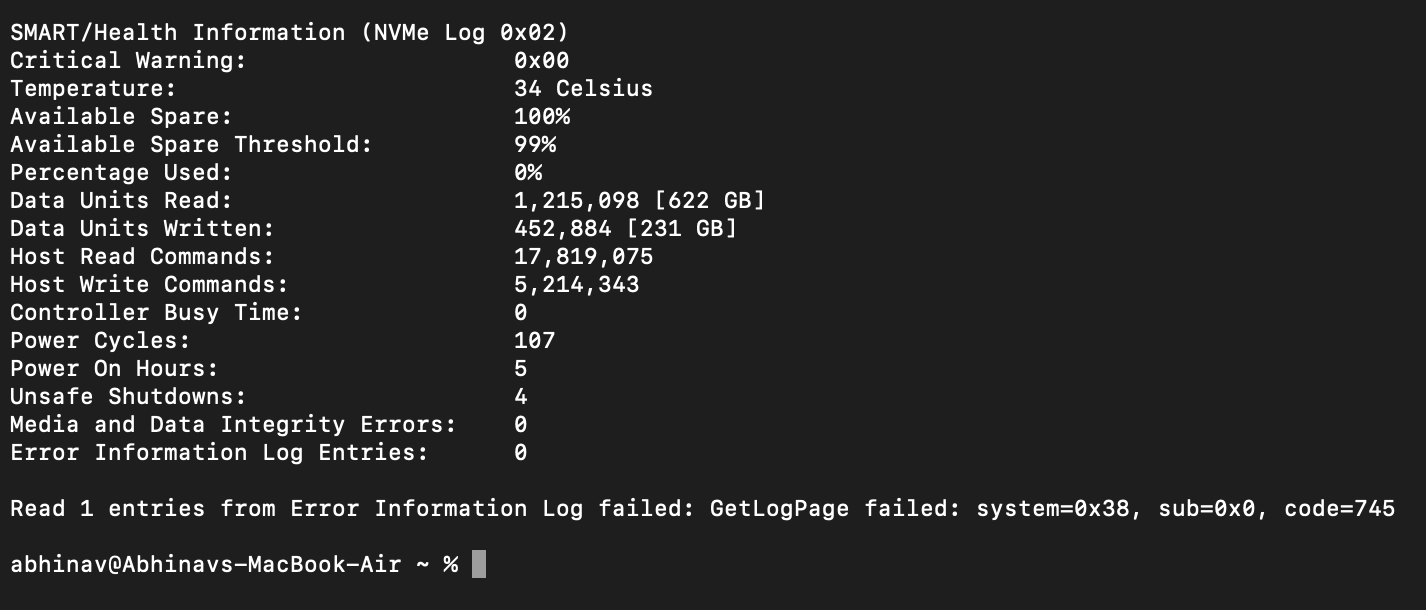 SMART/Health Information (NVMe Log 0x02)
Critical Warning: 0x00
Temperature: 34 Celsius
Available Spare: 100%
Available Spare Threshold: 99%
Percentage Used: 0%
Data Units Read: 1,215,098 [622 GB]
Data Units Written: 452,884 [231 GB]
Host Read Commands: 17,819,075
Host Write Commands: 5,214,343
Controller Busy Time: 0
Power Cycles: 107
Power On Hours: 5
Unsafe Shutdowns: 4
Media and Data Integrity Errors: 0
Error Information Log Entries: 0
Read 1 entries from Error Information Log failed: GetLogPage failed: system=0x38, sub=0x0, code=745
abhinav@Abhinavs-MacBook-Air ~ %